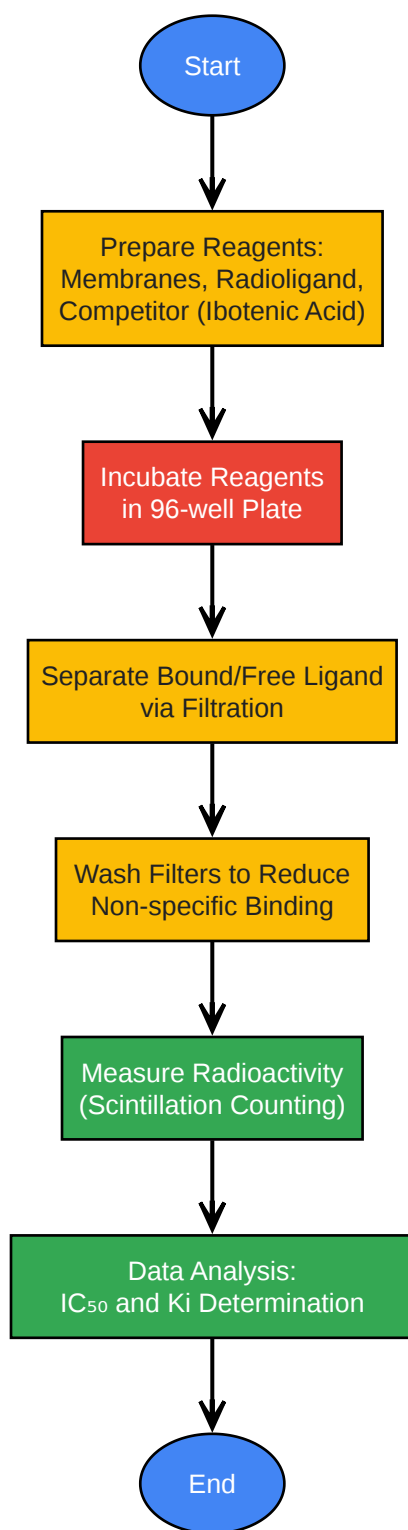 Start
Prepare Reagents:
Membranes, Radioligand,
Competitor (Ibotenic Acid)
Incubate Reagents
in 96-well Plate
Separate Bound/Free Ligand
via Filtration
Wash Filters to Reduce
Non-specific Binding
Measure Radioactivity
(Scintillation Counting)
Data Analysis:
IC₅₀ and Ki Determination
End